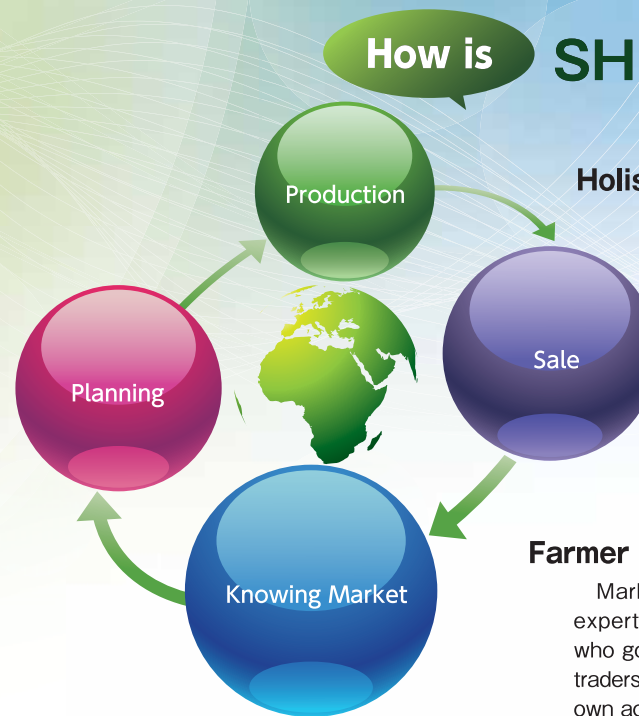 How is SH
Holis
Production
Sale
Planning
Knowing Market
Farmer
Mark
expert
who go
traders
own ac